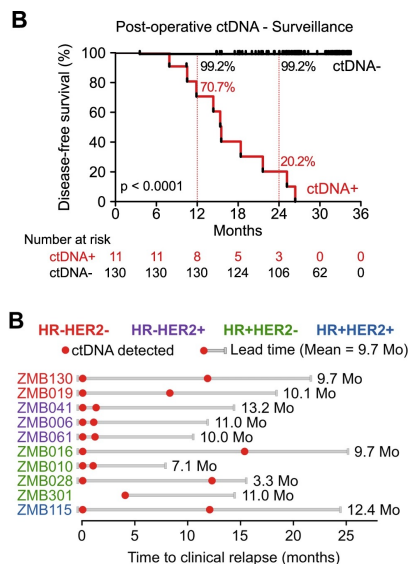 B
Post-operative ctDNA - Surveillance
Disease-free survival (%)
100
80
60
40
20
0
99.2%
99.2%
ctDNA-
70.7%
20.2%
ctDNA+
p < 0.0001
0 6 12 18 24 30 36
Months
Number at risk
ctDNA+ 11 11 8 5 3 0 0
ctDNA- 130 130 130 124 106 62 0
B
HR-HER2- HR-HER2+ HR+HER2- HR+HER2+
ctDNA detected Lead time (Mean = 9.7 Mo)
ZMB130 9.7 Mo
ZMB019 10.1 Mo
ZMB041 13.2 Mo
ZMB006 11.0 Mo
ZMB061 10.0 Mo
ZMB016 9.7 Mo
ZMB010 7.1 Mo
ZMB028 3.3 Mo
ZMB301 11.0 Mo
ZMB115 12.4 Mo
0 5 10 15 20 25
Time to clinical relapse (months)